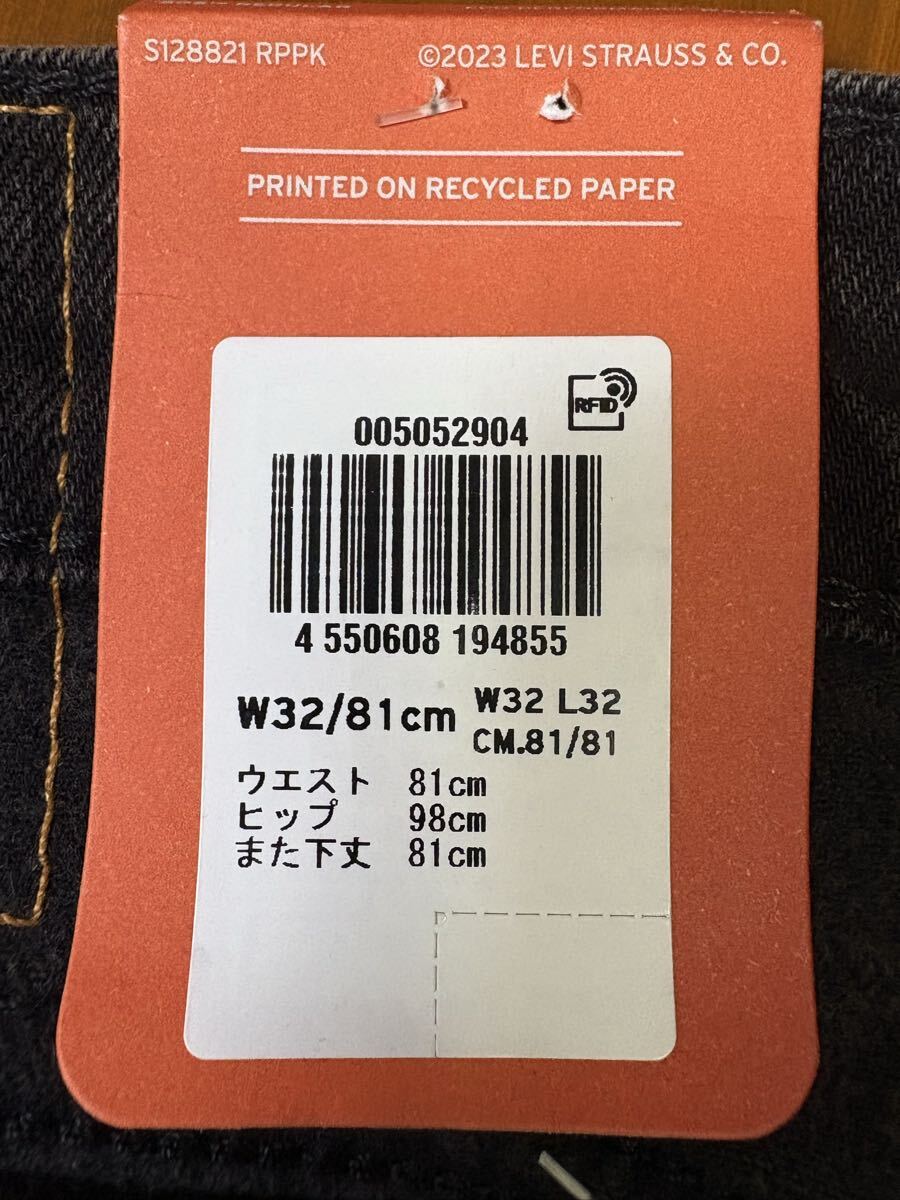 S128821 RPPK ©2023 LEVI STRAUSS & CO.
PRINTED ON RECYCLED PAPER
RFID
005052904
4 550608 194855
W32/81cm
W32 L32
CM.81/81
ウエスト 81cm
ヒップ 98cm
また下丈 81cm